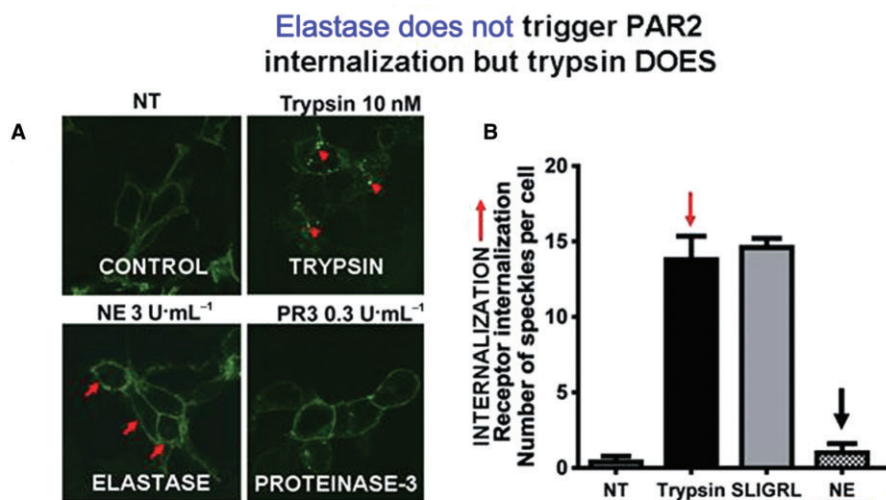 Elastase does not trigger PAR2
internalization but trypsin DOES
A
NT
Trypsin 10 nM
CONTROL
TRYPSIN
NE 3 U·mL⁻¹
PR3 0.3 U·mL⁻¹
ELASTASE
PROTEINASE-3
B
INTERNALIZATION
Receptor internalization
Number of speckles per cell
20
15
10
5
0
NT
Trypsin
SLIGRL
NE